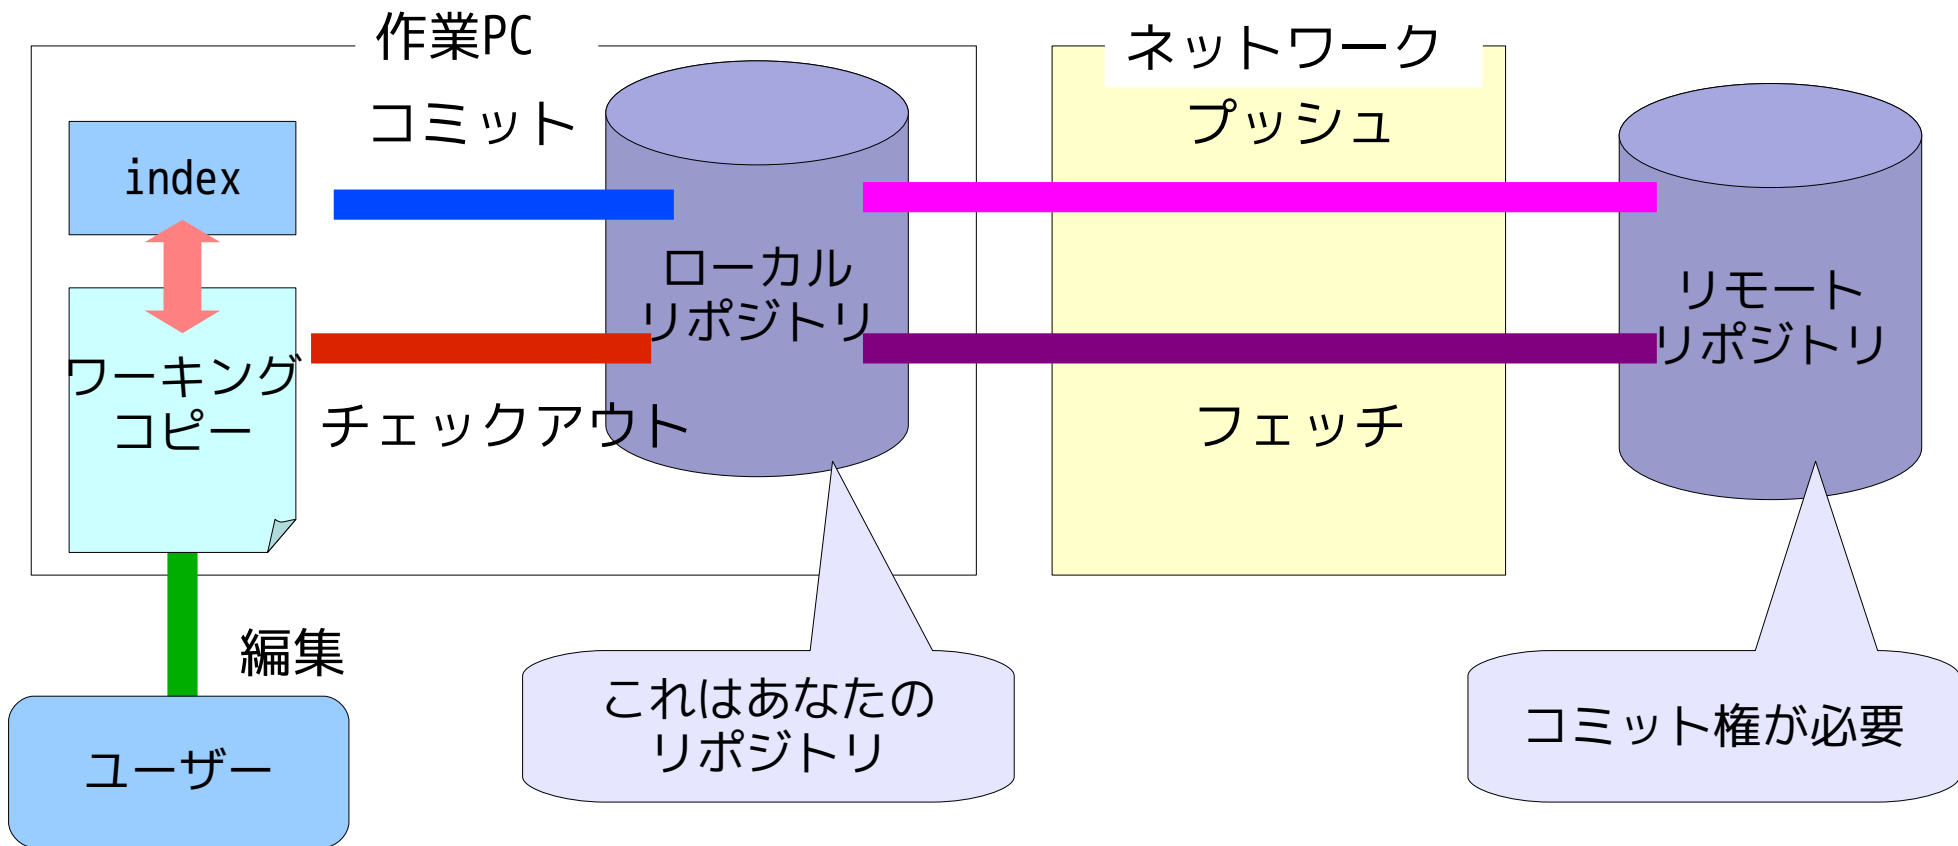 作業PC
ネットワーク
コミット
プッシュ
index
ローカル
リポジトリ
リモート
リポジトリ
ワーキング
コピー
チェックアウト
フェッチ
編集
これはあなたの
リポジトリ
コミット権が必要
ユーザー